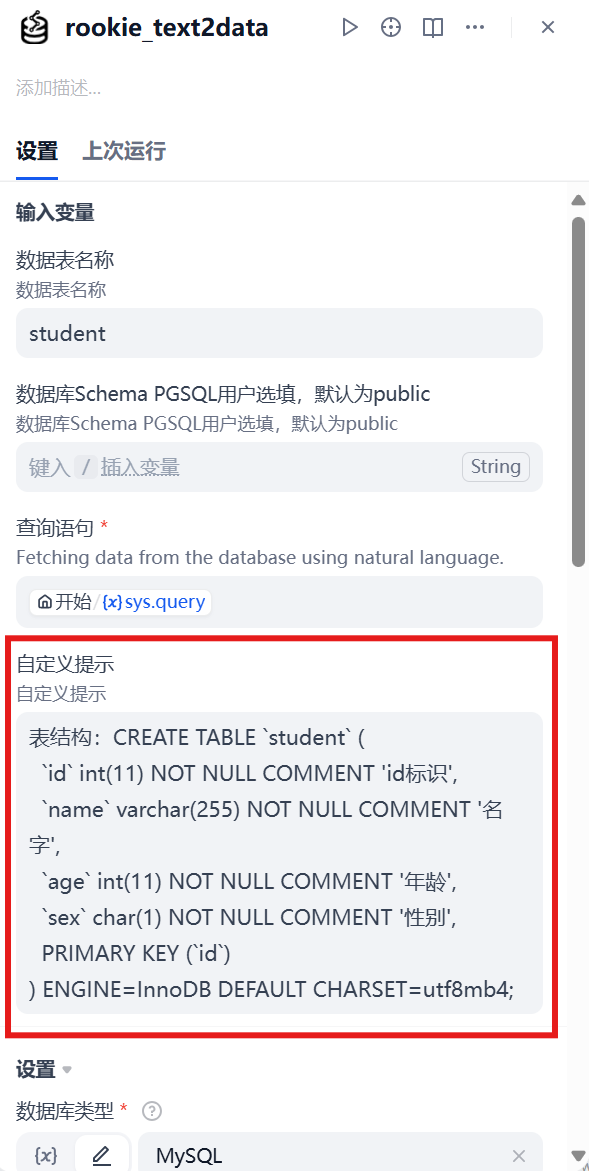 rookie_text2data
添加描述...
设置 上次运行
输入变量
数据表名称
数据表名称
student
数据库Schema PGSQL用户选填，默认为public
数据库Schema PGSQL用户选填，默认为public
键入 / 插入变量 String
查询语句 *
Fetching data from the database using natural language.
开始/{x}sys.query
自定义提示
自定义提示
表结构：CREATE TABLE `student` (
`id` int(11) NOT NULL COMMENT 'id标识',
`name` varchar(255) NOT NULL COMMENT '名
字',
`age` int(11) NOT NULL COMMENT '年龄',
`sex` char(1) NOT NULL COMMENT '性别',
PRIMARY KEY (`id`)
) ENGINE=InnoDB DEFAULT CHARSET=utf8mb4;
设置
数据库类型 * ?
{x} MySQL